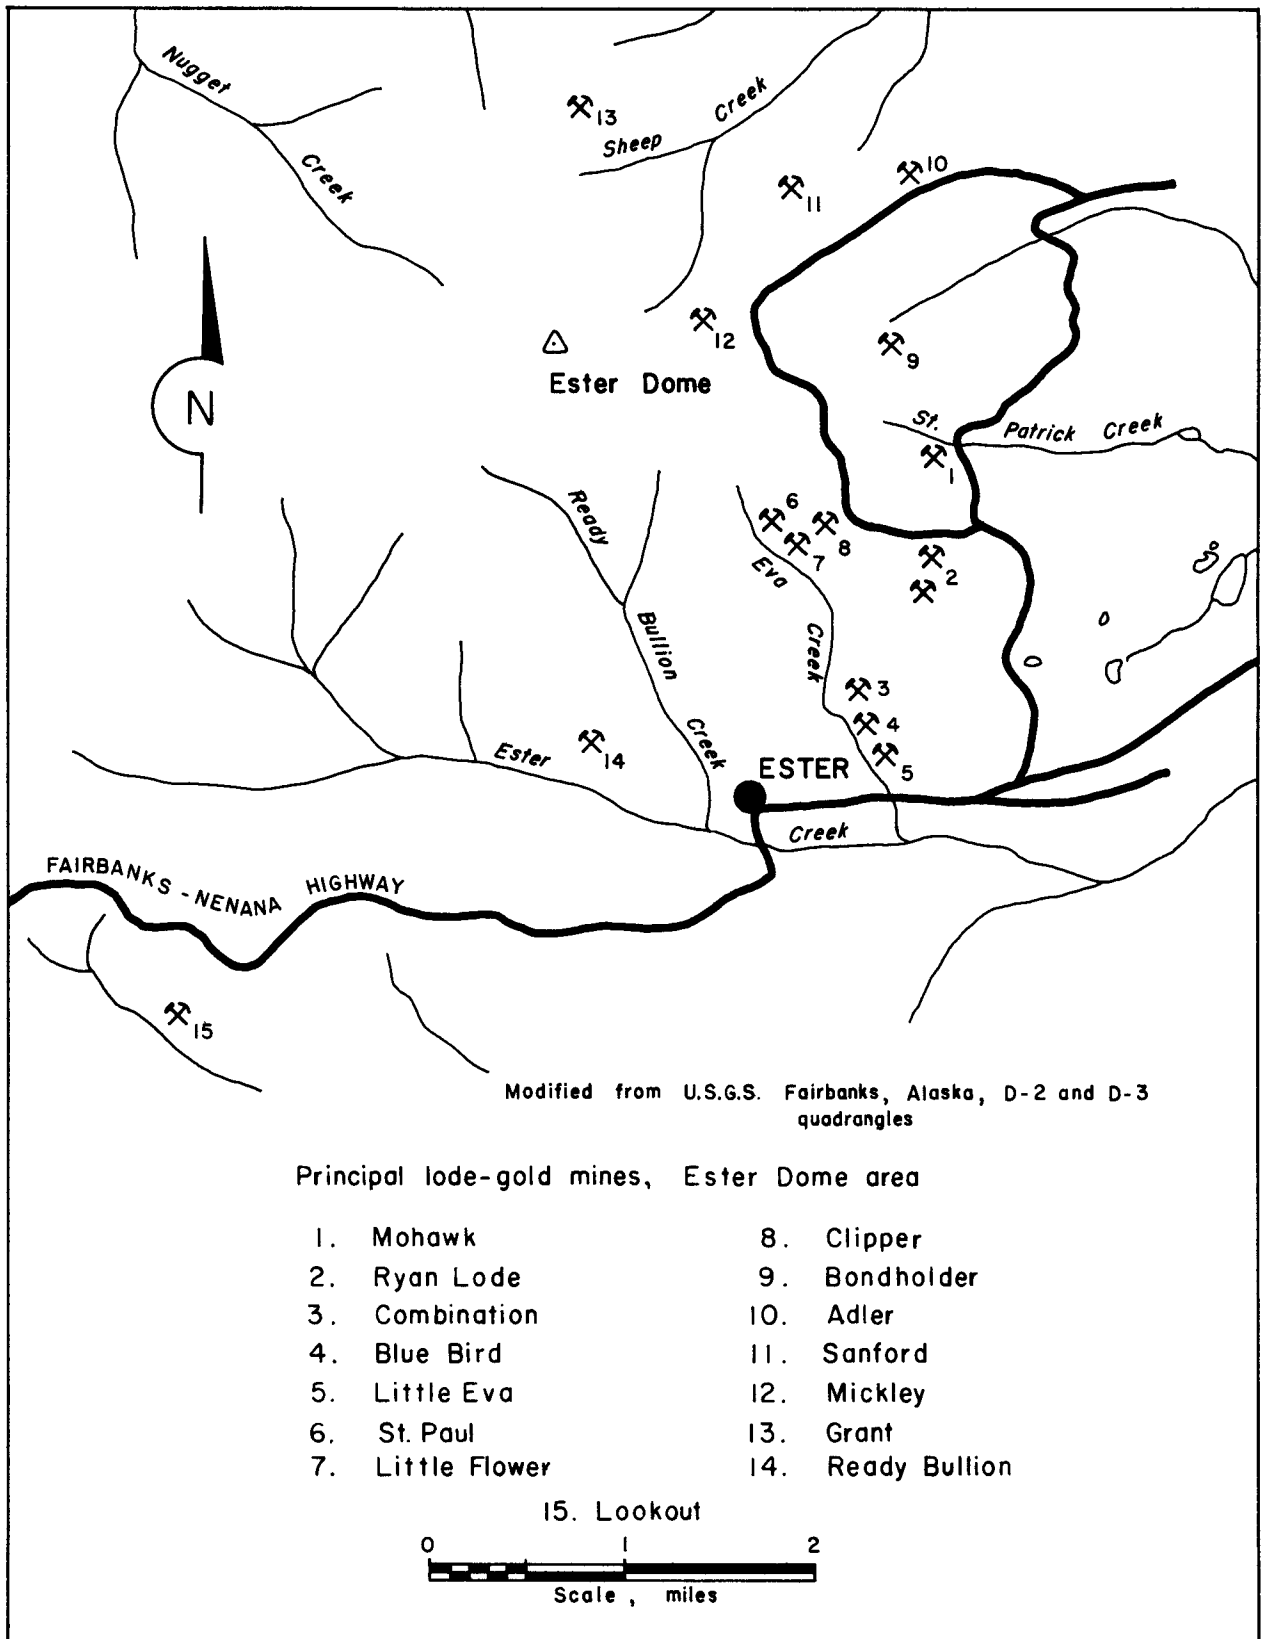 Nugget
Creek
Sheep Creek
13
10
11
12
Ester Dome
9
N
St. Patrick Creek
1
Ready
Bullion
Creek
6
8
7
2
Eva
Creek
3
4
5
14
Ester
ESTER
Creek
FAIRBANKS - NENANA HIGHWAY
15
Modified from U.S.G.S. Fairbanks, Alaska, D-2 and D-3
quadrangles
Principal lode-gold mines, Ester Dome area
1. Mohawk
2. Ryan Lode
3. Combination
4. Blue Bird
5. Little Eva
6. St. Paul
7. Little Flower
8. Clipper
9. Bondholder
10. Adler
11. Sanford
12. Mickley
13. Grant
14. Ready Bullion
15. Lookout
0 1 2
Scale, miles